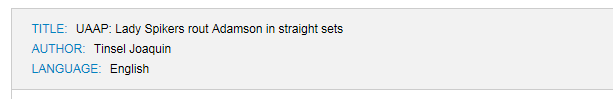 TITLE: UAAP: Lady Spikers rout Adamson in straight sets
AUTHOR: Tinsel Joaquin
LANGUAGE: English